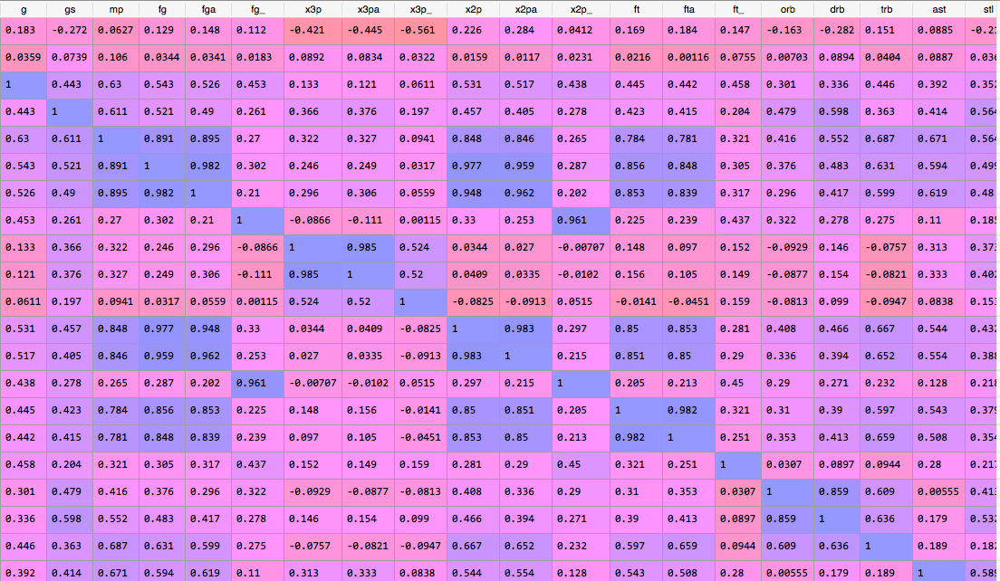 g gs mp fg fga fg_ x3p x3pa x3p_ x2p x2pa x2p_ ft fta ft_ orb drb trb ast stl
0.183 -0.272 0.0627 0.129 0.148 0.112 -0.421 -0.445 -0.561 0.226 0.284 0.0412 0.169 0.184 0.147 -0.163 -0.282 0.151 0.0885
0.0359 0.0739 0.106 0.0344 0.0341 0.0183 0.0892 0.0834 0.0322 0.0159 0.0117 0.0231 0.0216 0.00116 0.0755 0.00703 0.0894 0.0404 0.0887
1 0.443 0.63 0.543 0.526 0.453 0.133 0.121 0.0611 0.531 0.517 0.438 0.445 0.442 0.458 0.301 0.336 0.446 0.392 0.352
0.443 1 0.611 0.521 0.49 0.261 0.366 0.376 0.197 0.457 0.405 0.278 0.423 0.415 0.204 0.479 0.598 0.363 0.414 0.564
0.63 0.611 1 0.891 0.895 0.27 0.322 0.327 0.0941 0.848 0.846 0.265 0.784 0.781 0.321 0.416 0.552 0.687 0.671 0.564
0.543 0.521 0.891 1 0.982 0.302 0.246 0.249 0.0317 0.977 0.959 0.287 0.856 0.848 0.305 0.376 0.483 0.631 0.594 0.499
0.526 0.49 0.895 0.982 1 0.21 0.296 0.306 0.0559 0.948 0.962 0.202 0.853 0.839 0.317 0.296 0.417 0.599 0.619 0.48
0.453 0.261 0.27 0.302 0.21 1 -0.0866 -0.111 0.00115 0.33 0.253 0.961 0.225 0.239 0.437 0.322 0.278 0.275 0.11 0.185
0.133 0.366 0.322 0.246 0.296 -0.0866 1 0.985 0.524 0.0344 0.027 -0.00707 0.148 0.097 0.152 -0.0929 0.146 -0.0757 0.313 0.373
0.121 0.376 0.327 0.249 0.306 -0.111 0.985 1 0.52 0.0409 0.0335 -0.0102 0.156 0.105 0.149 -0.0877 0.154 -0.0821 0.333 0.402
0.0611 0.197 0.0941 0.0317 0.0559 0.00115 0.524 0.52 1 -0.0825 -0.0913 0.0515 -0.0141 -0.0451 0.159 -0.0813 0.099 -0.0947 0.0838 0.153
0.531 0.457 0.848 0.977 0.948 0.33 0.0344 0.0409 -0.0825 1 0.983 0.297 0.85 0.853 0.281 0.408 0.466 0.667 0.544 0.432
0.517 0.405 0.846 0.959 0.962 0.253 0.027 0.0335 -0.0913 0.983 1 0.215 0.851 0.85 0.29 0.336 0.394 0.652 0.554 0.388
0.438 0.278 0.265 0.287 0.202 0.961 -0.00707 -0.0102 0.0515 0.297 0.215 1 0.205 0.213 0.45 0.29 0.271 0.232 0.128 0.218
0.445 0.423 0.784 0.856 0.853 0.225 0.148 0.156 -0.0141 0.85 0.851 0.205 1 0.982 0.321 0.31 0.39 0.597 0.543 0.379
0.442 0.415 0.781 0.848 0.839 0.239 0.097 0.105 -0.0451 0.853 0.85 0.213 0.982 1 0.251 0.353 0.413 0.659 0.508 0.354
0.458 0.204 0.321 0.305 0.317 0.437 0.152 0.149 0.159 0.281 0.29 0.45 0.321 0.251 1 0.0307 0.0897 0.0944 0.28 0.217
0.301 0.479 0.416 0.376 0.296 0.322 -0.0929 -0.0877 -0.0813 0.408 0.336 0.29 0.31 0.353 0.0307 1 0.859 0.609 0.00555 0.413
0.336 0.598 0.552 0.483 0.417 0.278 0.146 0.154 0.099 0.466 0.394 0.271 0.39 0.413 0.0897 0.859 1 0.636 0.179 0.532
0.446 0.363 0.687 0.631 0.599 0.275 -0.0757 -0.0821 -0.0947 0.667 0.652 0.232 0.597 0.659 0.0944 0.609 0.636 1 0.189 0.182
0.392 0.414 0.671 0.594 0.619 0.11 0.313 0.333 0.0838 0.544 0.554 0.128 0.543 0.508 0.28 0.00555 0.179 0.189 1 0.589